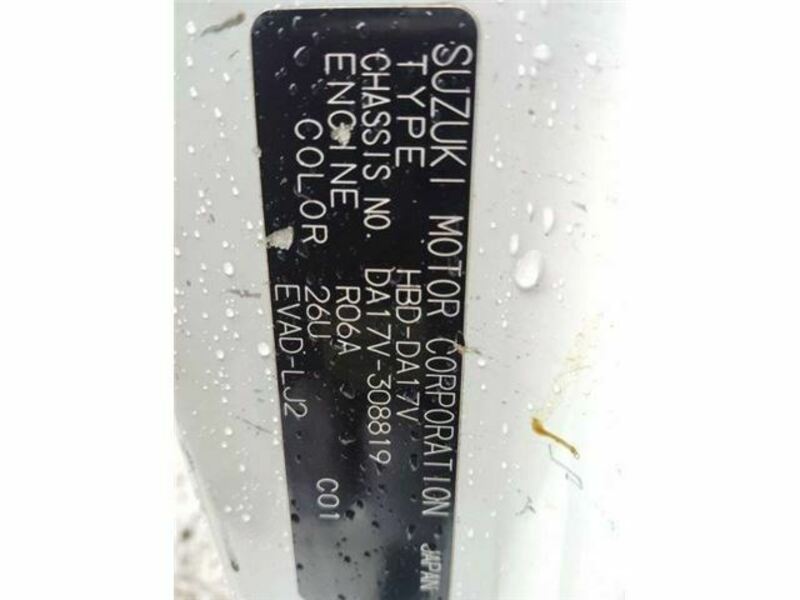 SUZUKI MOTOR CORPORATION JAPAN
TYPE HBD-DA17V
CHASSIS NO. DA17V-308819
ENGINE R06A
COLOR 26U C01
EVAD-LJ2